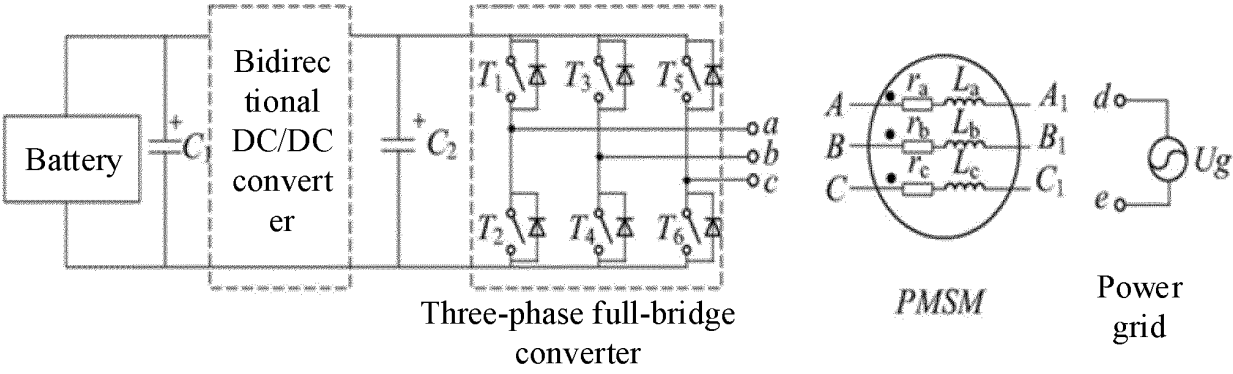 Battery
+
C1
Bidirec
tional
DC/DC
convert
er
+
C2
T1
T3
T5
T2
T4
T6
a
b
c
Three-phase full-bridge
converter
A
ra
La
A1
B
rb
Lb
B1
C
rc
Lc
C1
PMSM
d
e
Ug
Power
grid